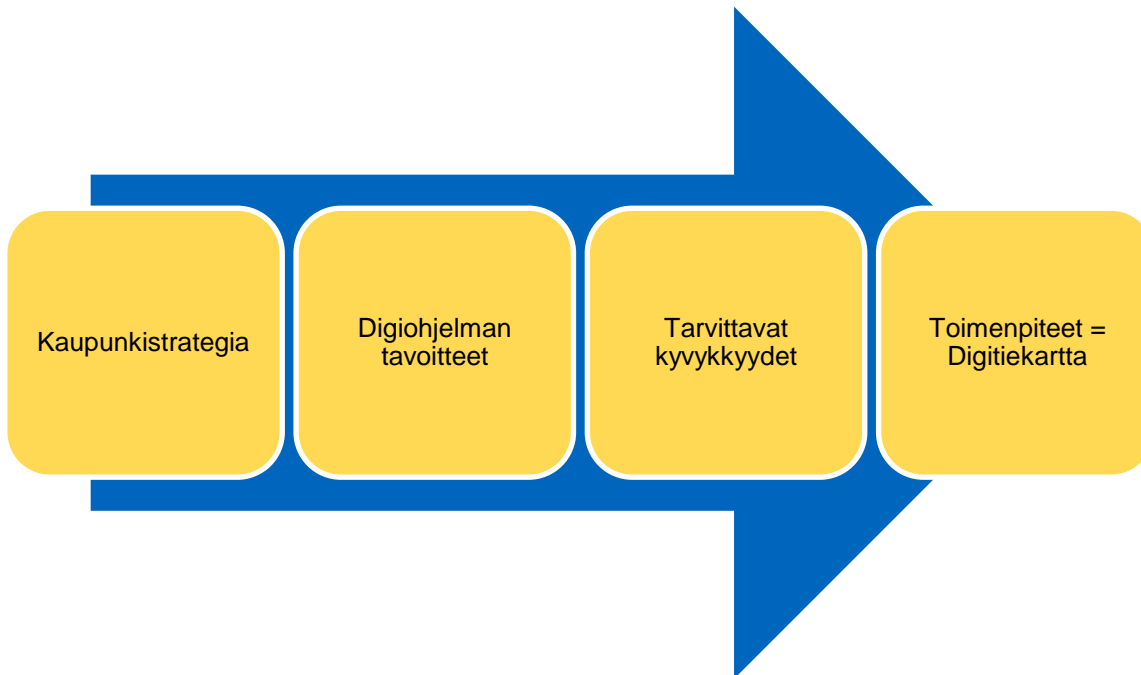 Kaupunkistrategia
Digiohjelman
tavoitteet
Tarvittavat
kyvykkyydet
Toimenpiteet =
Digitiekartta